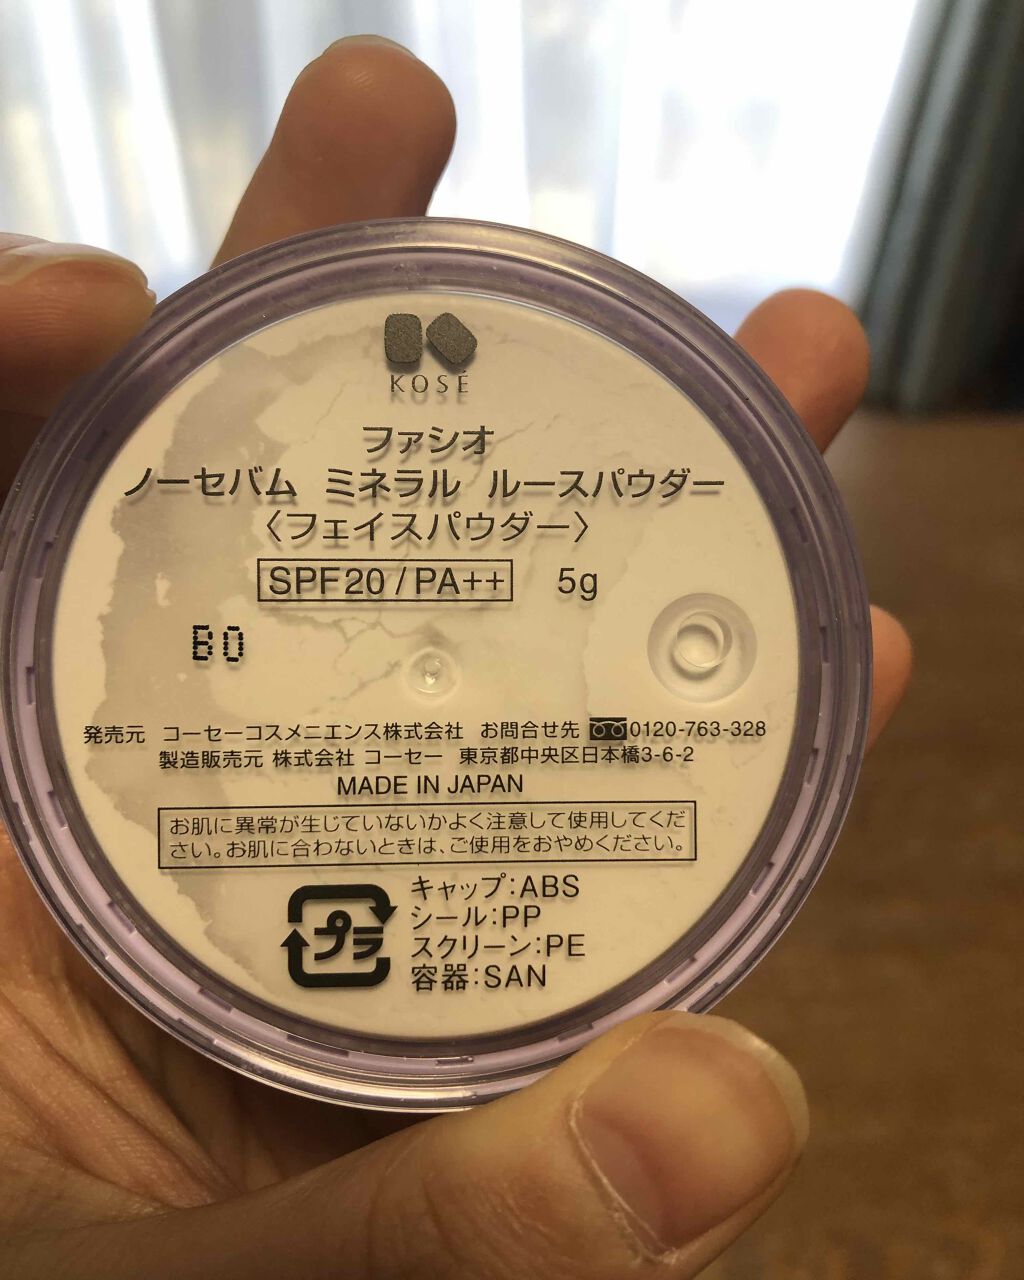 KOSÉ
ファシオ
ノーセバム ミネラル ルースパウダー
〈フェイスパウダー〉
SPF20 / PA++ 5g
BO
発売元 コーセーコスメニエンス株式会社 お問合せ先 0120-763-328
製造販売元 株式会社 コーセー 東京都中央区日本橋3-6-2
MADE IN JAPAN
お肌に異常が生じていないかよく注意して使用してくだ
さい。お肌に合わないときは、ご使用をおやめください。
プラ
キャップ:ABS
シール:PP
スクリーン:PE
容器:SAN